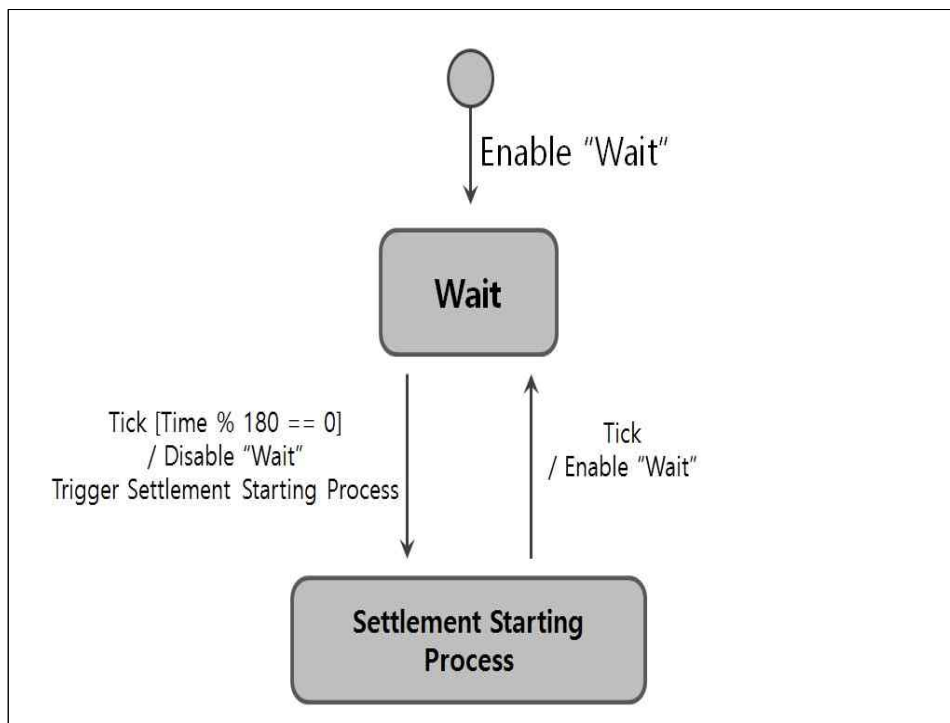 Enable "Wait"
Wait
Tick [Time % 180 == 0]
/ Disable "Wait"
Trigger Settlement Starting Process
Tick
/ Enable "Wait"
Settlement Starting
Process